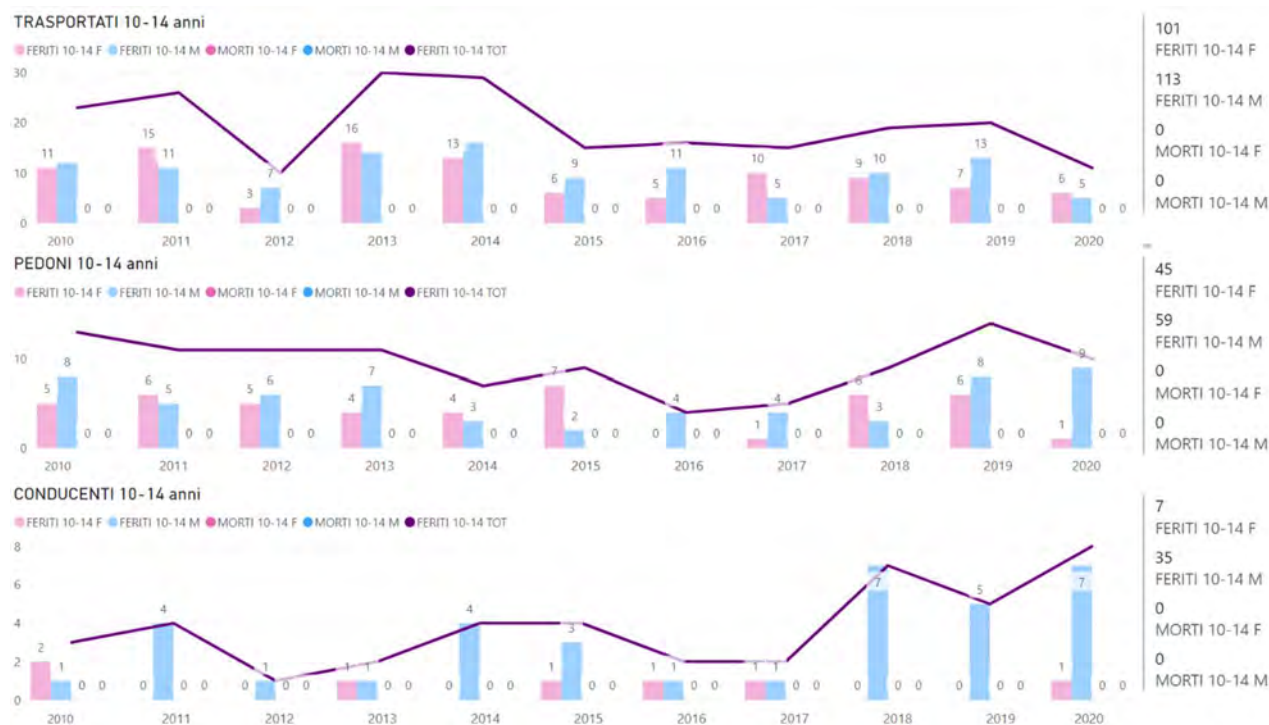 TRASPORTATI 10-14 anni
FERITI 10-14 F FERITI 10-14 M MORTI 10-14 F MORTI 10-14 M FERITI 10-14 TOT
30
20
10
0
11
15 11 0 0
3 7 0 0
16 0 0
13 0 0
6 9 0 0
5 11 0 0
10 5 0 0
9 10 0 0
7 13 0 0
6 5 0 0
2010 2011 2012 2013 2014 2015 2016 2017 2018 2019 2020
101
FERITI 10-14 F
113
FERITI 10-14 M
0
MORTI 10-14 F
0
MORTI 10-14 M
PEDONI 10-14 anni
FERITI 10-14 F FERITI 10-14 M MORTI 10-14 F MORTI 10-14 M FERITI 10-14 TOT
10
0
5 8 0 0
6 5 0 0
5 6 0 0
4 7 0 0
4 3 0 0
7 2 0 0
0 4 0 0
1 4 0 0
6 3 0 0
6 8 0 0
1 9 0 0
2010 2011 2012 2013 2014 2015 2016 2017 2018 2019 2020
45
FERITI 10-14 F
59
FERITI 10-14 M
0
MORTI 10-14 F
0
MORTI 10-14 M
CONDUCENTI 10-14 anni
FERITI 10-14 F FERITI 10-14 M MORTI 10-14 F MORTI 10-14 M FERITI 10-14 TOT
8
6
4
2
0
2 1 0 0
0 4 0 0
0 1 0 0
1 1 0 0
0 4 0 0
1 3 0 0
1 1 0 0
1 1 0 0
0 7 0 0
0 5 0 0
1 7 0 0
2010 2011 2012 2013 2014 2015 2016 2017 2018 2019 2020
7
FERITI 10-14 F
35
FERITI 10-14 M
0
MORTI 10-14 F
0
MORTI 10-14 M